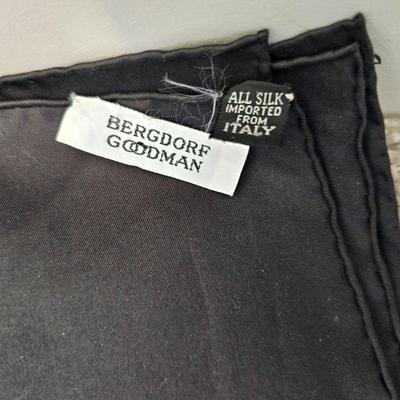 BERGDORF
GOODMAN
ALL SILK
IMPORTED
FROM
ITALY